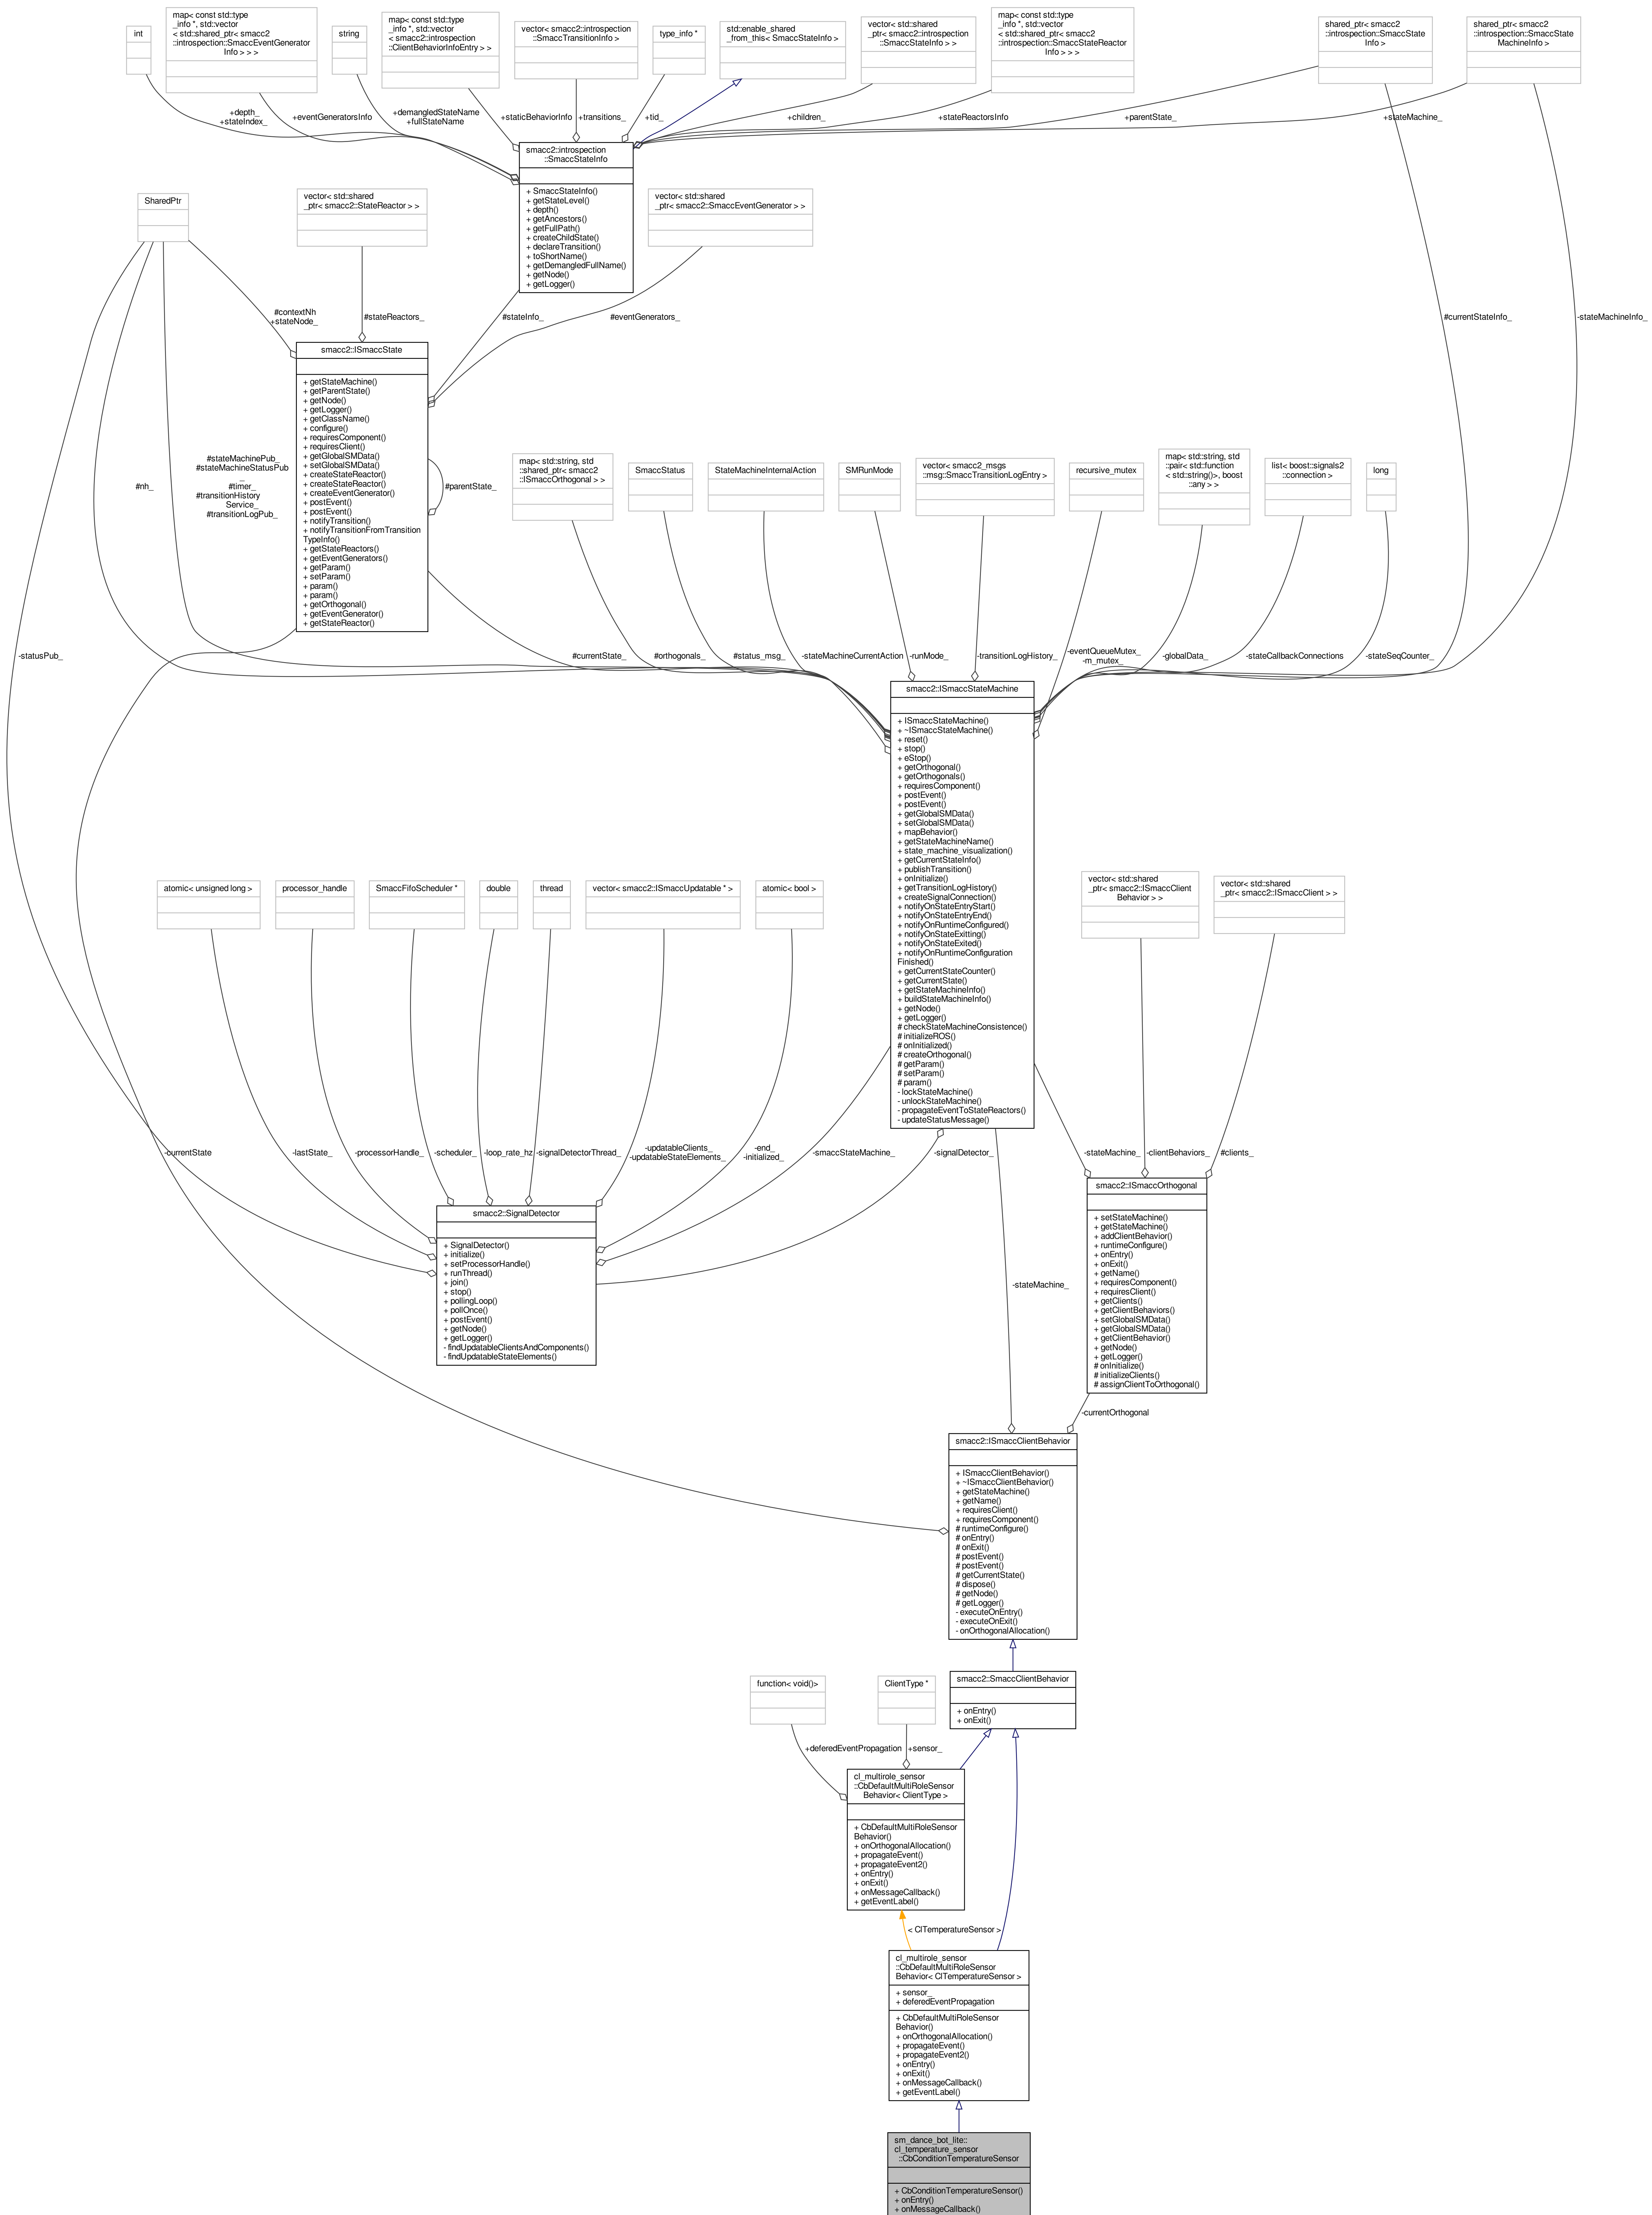 int
map< const std::type
_info *, std::vector
< std::shared_ptr< smacc2
::introspection::SmaccEventGenerator
Info > > >
string
map< const std::type
_info *, std::vector
< smacc2::introspection
::ClientBehaviorInfoEntry > >
vector< smacc2::introspection
::SmaccTransitionInfo >
type_info *
std::enable_shared
_from_this< SmaccStateInfo >
vector< std::shared
_ptr< smacc2::introspection
::SmaccStateInfo > >
map< const std::type
_info *, std::vector
< std::shared_ptr< smacc2
::introspection::SmaccStateReactor
Info > > >
shared_ptr< smacc2
::introspection::SmaccState
Info >
shared_ptr< smacc2
::introspection::SmaccState
MachineInfo >
+depth_
+stateIndex_
+eventGeneratorsInfo
+demangledStateName
+fullStateName
+staticBehaviorInfo
+transitions_
+tid_
+children_
+stateReactorsInfo
+parentState_
+stateMachine_
smacc2::introspection
::SmaccStateInfo
+ SmaccStateInfo()
+ getStateLevel()
+ depth()
+ getAncestors()
+ getFullPath()
+ createChildState()
+ declareTransition()
+ toShortName()
+ getDemangledFullName()
+ getNode()
+ getLogger()
SharedPtr
vector< std::shared
_ptr< smacc2::StateReactor > >
vector< std::shared
_ptr< smacc2::SmaccEventGenerator > >
#contextNh
+stateNode_
#stateReactors_
#stateInfo_
#eventGenerators_
#currentStateInfo_
-stateMachineInfo_
smacc2::ISmaccState
+ getStateMachine()
+ getParentState()
+ getNode()
+ getLogger()
+ getClassName()
+ configure()
+ requiresComponent()
+ requiresClient()
+ getGlobalSMData()
+ setGlobalSMData()
+ createStateReactor()
+ createStateReactor()
+ createEventGenerator()
+ postEvent()
+ postEvent()
+ notifyTransition()
+ notifyTransitionFromTransition
TypeInfo()
+ getStateReactors()
+ getEventGenerators()
+ getParam()
+ setParam()
+ param()
+ param()
+ getOrthogonal()
+ getEventGenerator()
+ getStateReactor()
#parentState_
#nh_
#stateMachinePub_
#stateMachineStatusPub
_
#timer_
#transitionHistory
Service_
#transitionLogPub_
map< std::string, std
::shared_ptr< smacc2
::ISmaccOrthogonal > >
SmaccStatus
StateMachineInternalAction
SMRunMode
vector< smacc2_msgs
::msg::SmaccTransitionLogEntry >
recursive_mutex
map< std::string, std
::pair< std::function
< std::string()>, boost
::any > >
list< boost::signals2
::connection >
long
-statusPub_
#currentState_
#orthogonals_
#status_msg_
-stateMachineCurrentAction
-runMode_
-transitionLogHistory_
-eventQueueMutex_
-m_mutex_
-globalData_
-stateCallbackConnections
-stateSeqCounter_
smacc2::ISmaccStateMachine
+ ISmaccStateMachine()
+ ~ISmaccStateMachine()
+ reset()
+ stop()
+ eStop()
+ getOrthogonal()
+ getOrthogonals()
+ requiresComponent()
+ postEvent()
+ postEvent()
+ getGlobalSMData()
+ setGlobalSMData()
+ mapBehavior()
+ getStateMachineName()
+ state_machine_visualization()
+ getCurrentStateInfo()
+ publishTransition()
+ onInitialize()
+ getTransitionLogHistory()
+ createSignalConnection()
+ notifyOnStateEntryStart()
+ notifyOnStateEntryEnd()
+ notifyOnRuntimeConfigured()
+ notifyOnStateExitting()
+ notifyOnStateExited()
+ notifyOnRuntimeConfiguration
Finished()
+ getCurrentStateCounter()
+ getCurrentState()
+ getStateMachineInfo()
+ buildStateMachineInfo()
+ getNode()
+ getLogger()
# checkStateMachineConsistence()
# initializeROS()
# onInitialized()
# createOrthogonal()
# getParam()
# setParam()
# param()
- lockStateMachine()
- unlockStateMachine()
- propagateEventToStateReactors()
- updateStatusMessage()
atomic< unsigned long >
processor_handle
SmaccFifoScheduler *
double
thread
vector< smacc2::ISmaccUpdatable * >
atomic< bool >
vector< std::shared
_ptr< smacc2::ISmaccClient
Behavior > >
vector< std::shared
_ptr< smacc2::ISmaccClient > >
-currentState
-lastState_
-processorHandle_
-scheduler_
-loop_rate_hz
-signalDetectorThread_
-updatableClients_
-updatableStateElements_
-end_
-initialized_
-smaccStateMachine_
-signalDetector_
-stateMachine_
-clientBehaviors_
#clients_
smacc2::SignalDetector
+ SignalDetector()
+ initialize()
+ setProcessorHandle()
+ runThread()
+ join()
+ stop()
+ pollingLoop()
+ pollOnce()
+ postEvent()
+ getNode()
+ getLogger()
- findUpdatableClientsAndComponents()
- findUpdatableStateElements()
smacc2::ISmaccOrthogonal
+ setStateMachine()
+ getStateMachine()
+ addClientBehavior()
+ runtimeConfigure()
+ onEntry()
+ onExit()
+ getName()
+ requiresComponent()
+ requiresClient()
+ getClients()
+ getClientBehaviors()
+ setGlobalSMData()
+ getGlobalSMData()
+ getClientBehavior()
+ getNode()
+ getLogger()
# onInitialize()
# initializeClients()
# assignClientToOrthogonal()
-stateMachine_
-currentOrthogonal
smacc2::ISmaccClientBehavior
+ ISmaccClientBehavior()
+ ~ISmaccClientBehavior()
+ getStateMachine()
+ getName()
+ requiresClient()
+ requiresComponent()
# runtimeConfigure()
# onEntry()
# onExit()
# postEvent()
# postEvent()
# getCurrentState()
# dispose()
# getNode()
# getLogger()
- executeOnEntry()
- executeOnExit()
- onOrthogonalAllocation()
function< void()>
ClientType *
smacc2::SmaccClientBehavior
+ onEntry()
+ onExit()
+deferedEventPropagation
+sensor_
cl_multirole_sensor
::CbDefaultMultiRoleSensor
Behavior< ClientType >
+ CbDefaultMultiRoleSensor
Behavior()
+ onOrthogonalAllocation()
+ propagateEvent()
+ propagateEvent2()
+ onEntry()
+ onExit()
+ onMessageCallback()
+ getEventLabel()
< ClTemperatureSensor >
cl_multirole_sensor
::CbDefaultMultiRoleSensor
Behavior< ClTemperatureSensor >
+ sensor_
+ deferedEventPropagation
+ CbDefaultMultiRoleSensor
Behavior()
+ onOrthogonalAllocation()
+ propagateEvent()
+ propagateEvent2()
+ onEntry()
+ onExit()
+ onMessageCallback()
+ getEventLabel()
sm_dance_bot_lite::
cl_temperature_sensor
::CbConditionTemperatureSensor
+ CbConditionTemperatureSensor()
+ onEntry()
+ onMessageCallback()